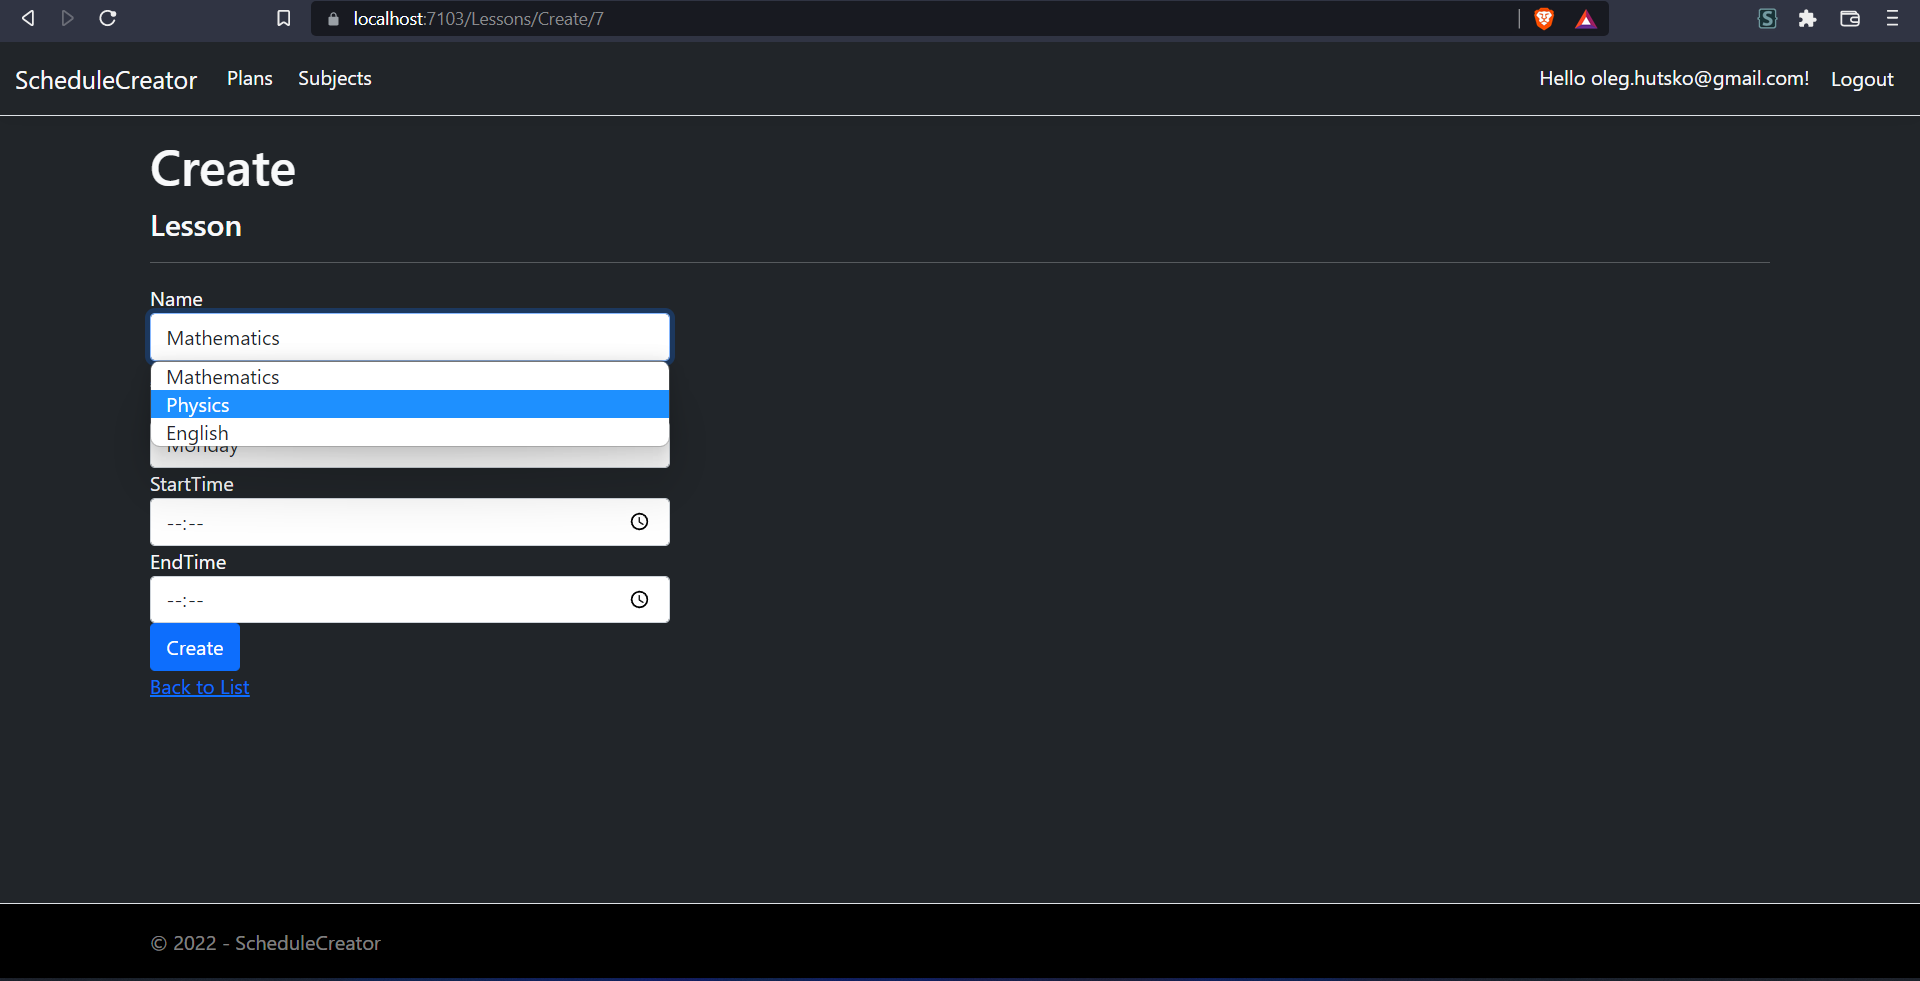 localhost:7103/Lessons/Create/7
ScheduleCreator Plans Subjects Hello oleg.hutsko@gmail.com! Logout
Create
Lesson
Name
Mathematics
Mathematics
Physics
English
Monday
StartTime
--:--
EndTime
--:--
Create
Back to List
© 2022 - ScheduleCreator